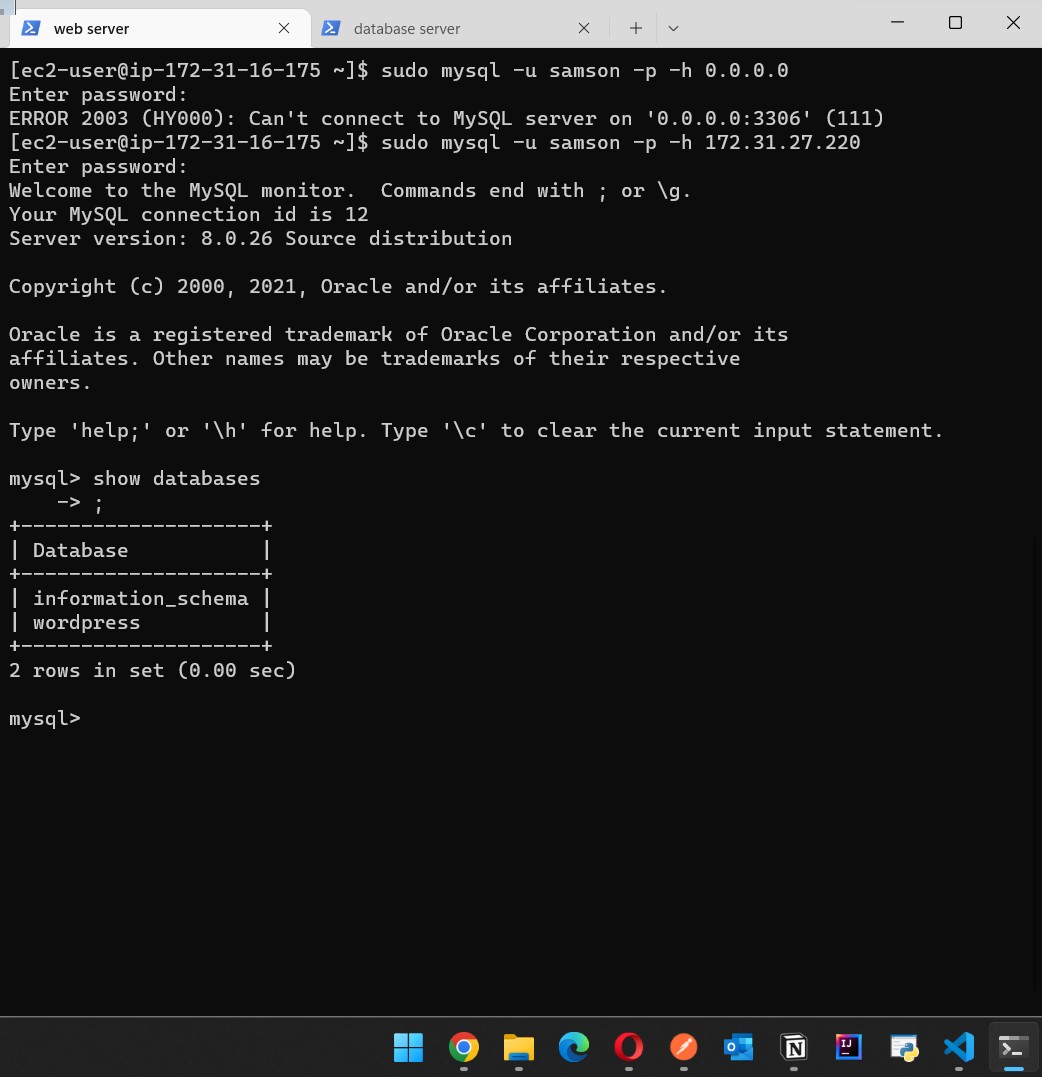 web server
database server
[ec2-user@ip-172-31-16-175 ~]$ sudo mysql -u samson -p -h 0.0.0.0
Enter password:
ERROR 2003 (HY000): Can't connect to MySQL server on '0.0.0.0:3306' (111)
[ec2-user@ip-172-31-16-175 ~]$ sudo mysql -u samson -p -h 172.31.27.220
Enter password:
Welcome to the MySQL monitor.  Commands end with ; or \g.
Your MySQL connection id is 12
Server version: 8.0.26 Source distribution
Copyright (c) 2000, 2021, Oracle and/or its affiliates.
Oracle is a registered trademark of Oracle Corporation and/or its
affiliates. Other names may be trademarks of their respective
owners.
Type 'help;' or '\h' for help. Type '\c' to clear the current input statement.
mysql> show databases
    -> ;
+--------------------+
| Database           |
+--------------------+
| information_schema |
| wordpress          |
+--------------------+
2 rows in set (0.00 sec)
mysql>